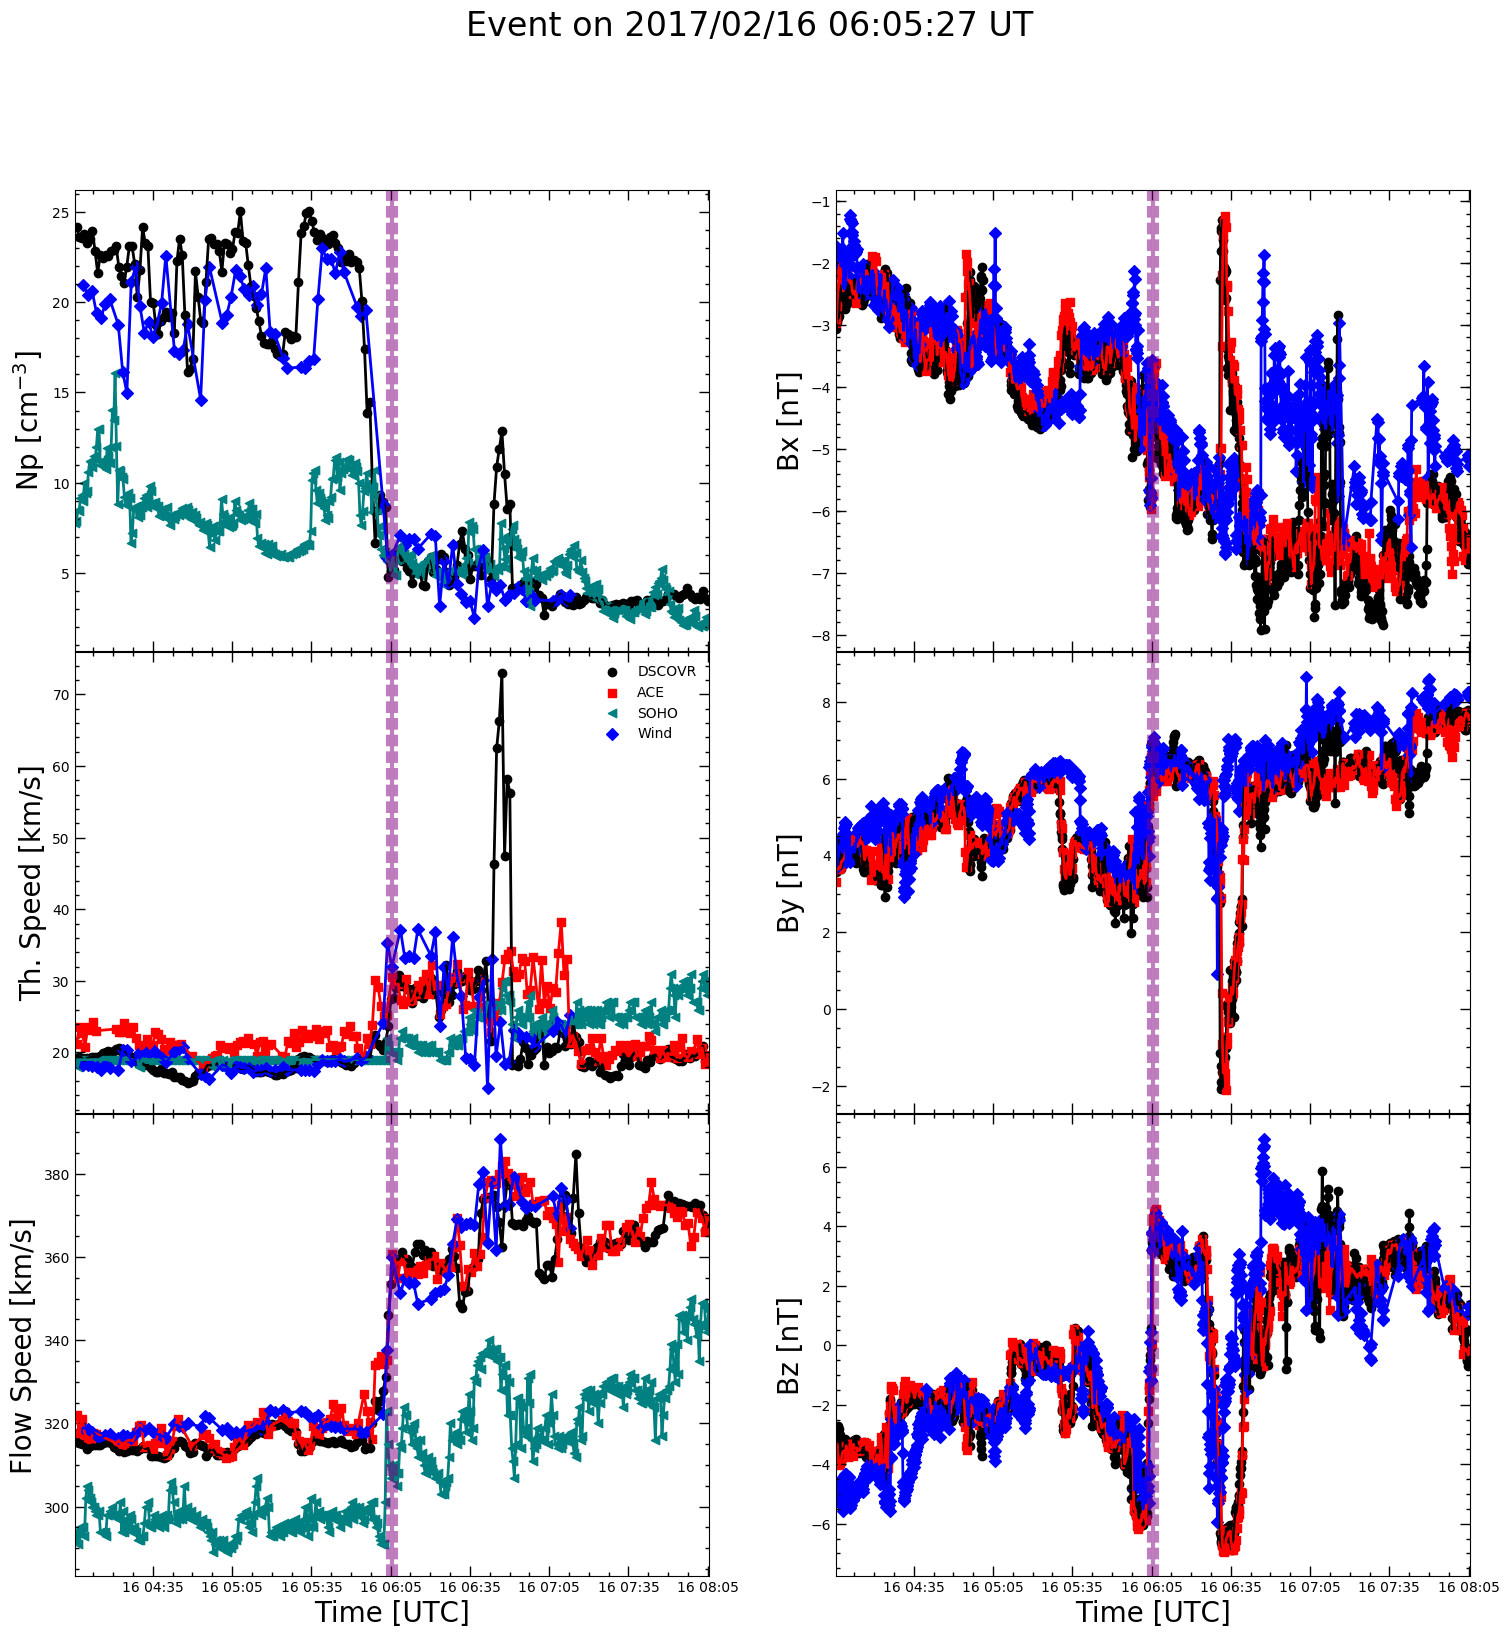 Event on 2017/02/16 06:05:27 UT
Np [cm⁻³]
25
20
15
10
5
Th. Speed [km/s]
70
60
50
40
30
20
DSCOVR
ACE
SOHO
Wind
Flow Speed [km/s]
380
360
340
320
300
16 04:35 16 05:05 16 05:35 16 06:05 16 06:35 16 07:05 16 07:35 16 08:05
Time [UTC]
Bx [nT]
−1
−2
−3
−4
−5
−6
−7
−8
By [nT]
8
6
4
2
0
−2
Bz [nT]
6
4
2
0
−2
−4
−6
16 04:35 16 05:05 16 05:35 16 06:05 16 06:35 16 07:05 16 07:35 16 08:05
Time [UTC]